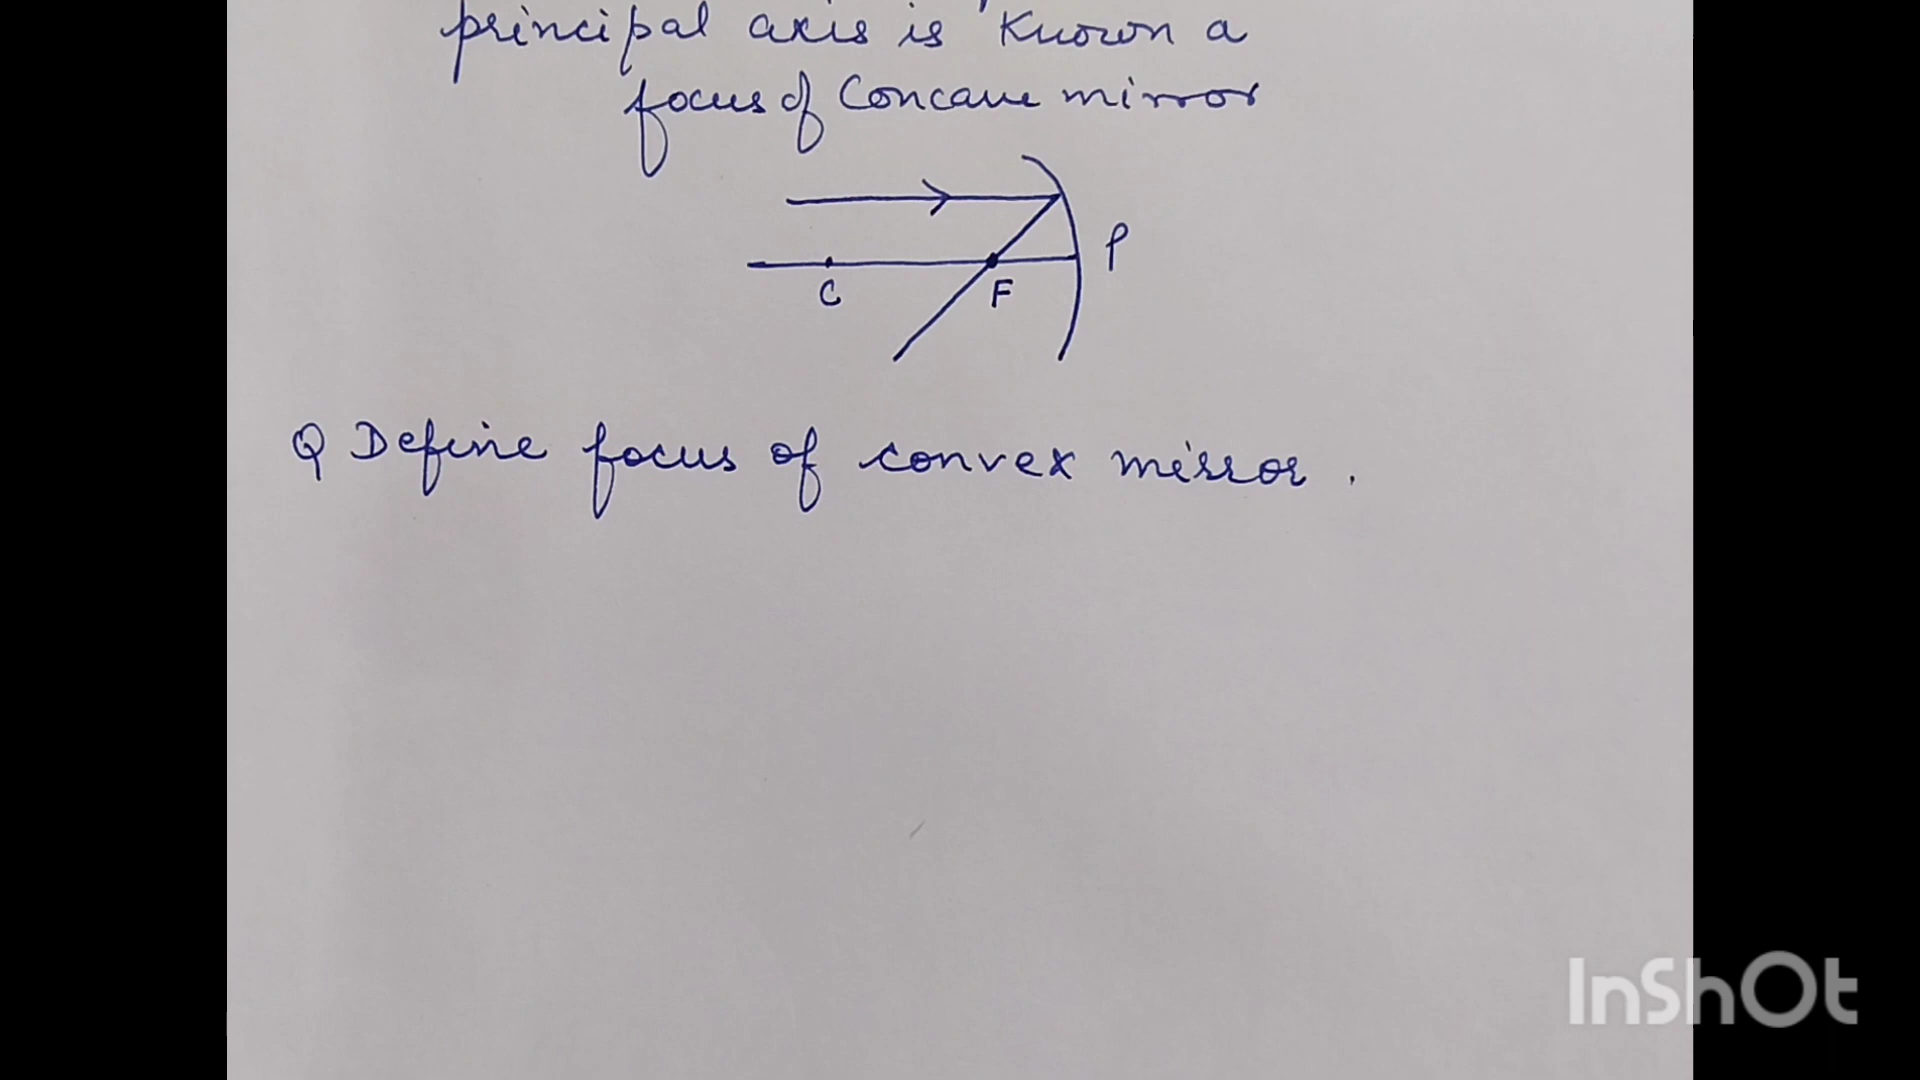 principal axis is known a
focus of Concave mirror
P
C
F
Q Define focus of convex mirror.
InShOt